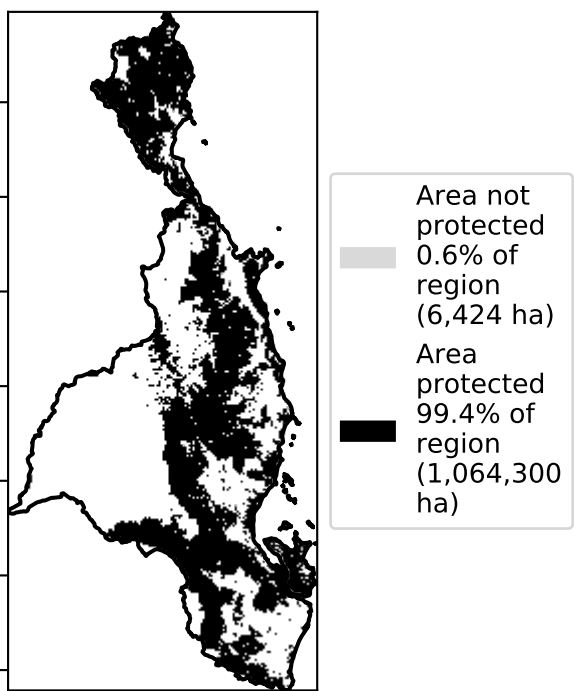 Area not
protected
0.6% of
region
(6,424 ha)
Area
protected
99.4% of
region
(1,064,300
ha)